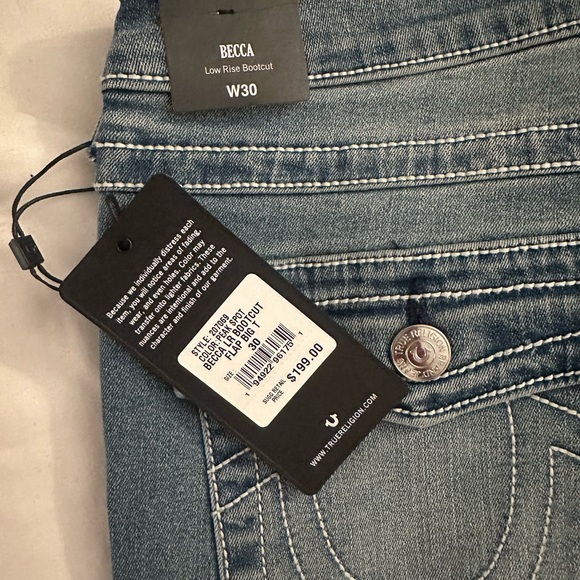 BECCA
Low Rise Bootcut
W30
Because we individually distress each
item, you will notice areas of fading,
wear, and even holes. Color may
transfer onto lighter fabrics. These
nuances are intentional and add to the
character and finish of our garment.
STYLE: 207069
COLOR:PGEX SPOT
BECCA LR BOOTCUT
FLAP BIG T
SIZE 30
SUGG RETAIL
PRICE $199.00
WWW.TRUERELIGION.COM
TRUE RELIGION